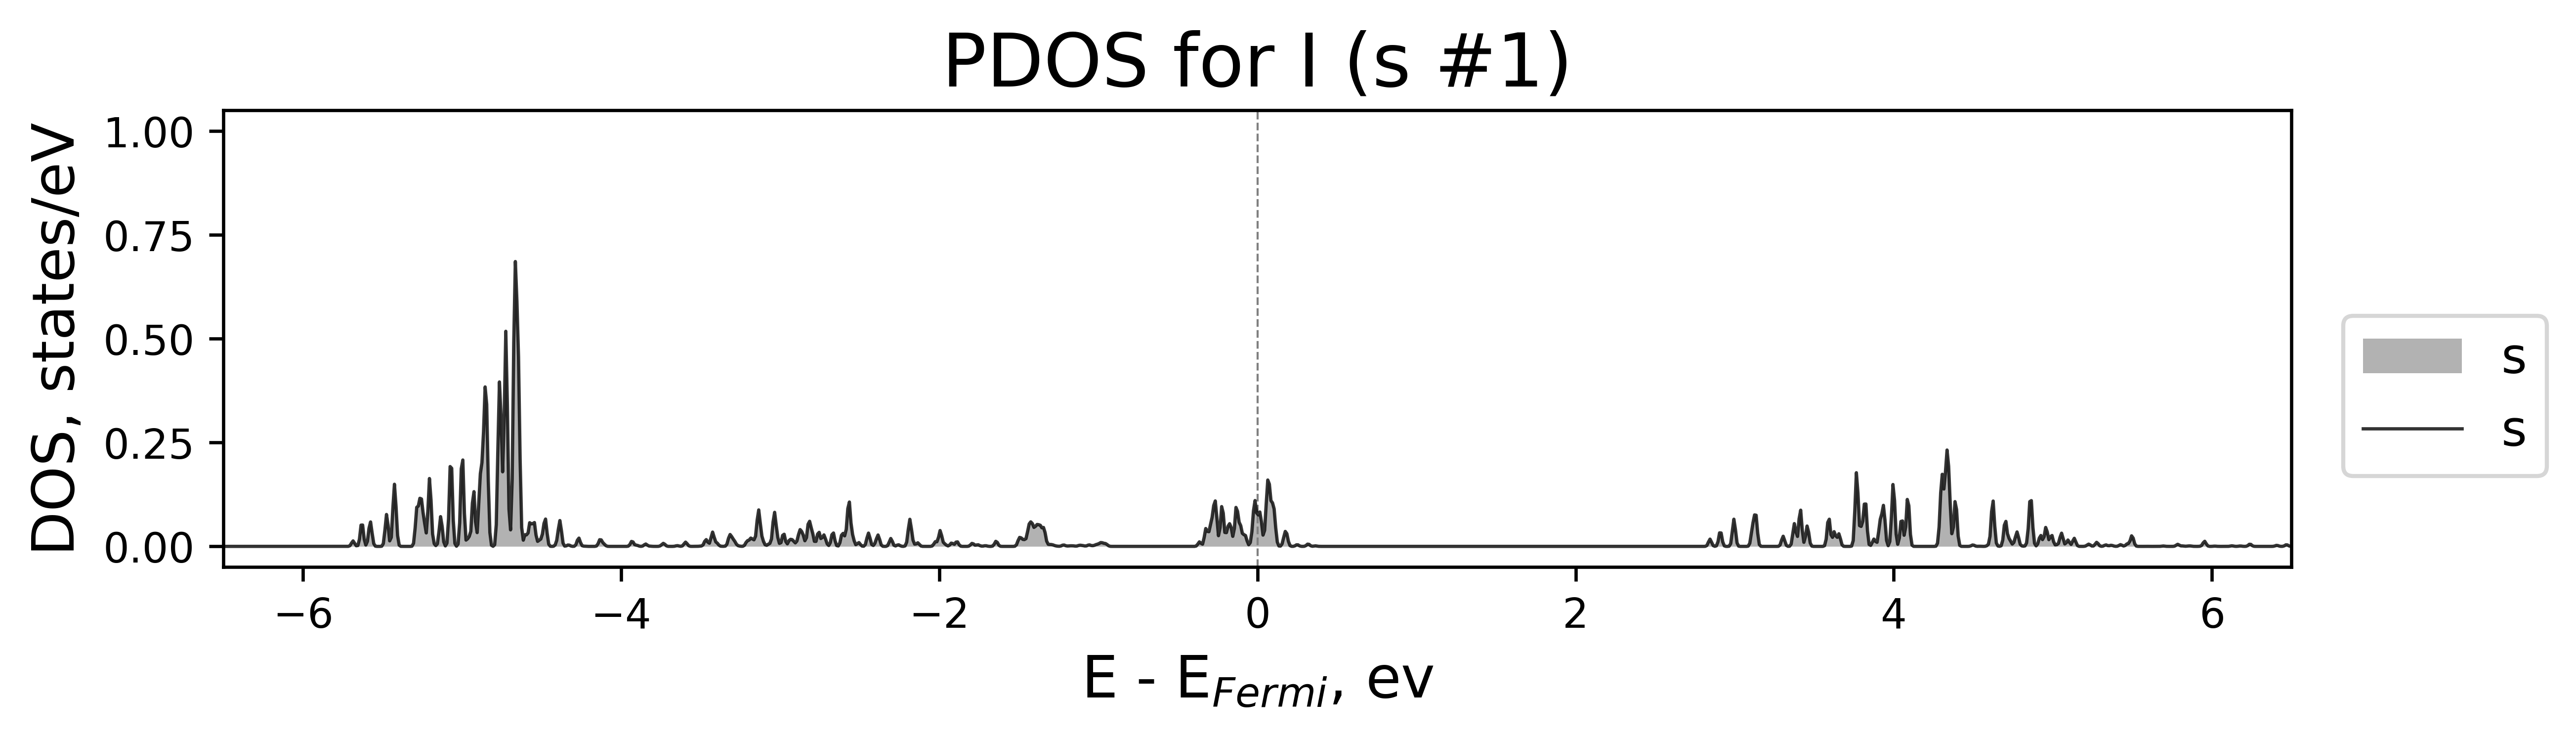 PDOS for I (s #1)
DOS, states/eV
1.00
0.75
0.50
0.25
0.00
−6
−4
−2
0
2
4
6
E - E_Fermi, ev
s
s